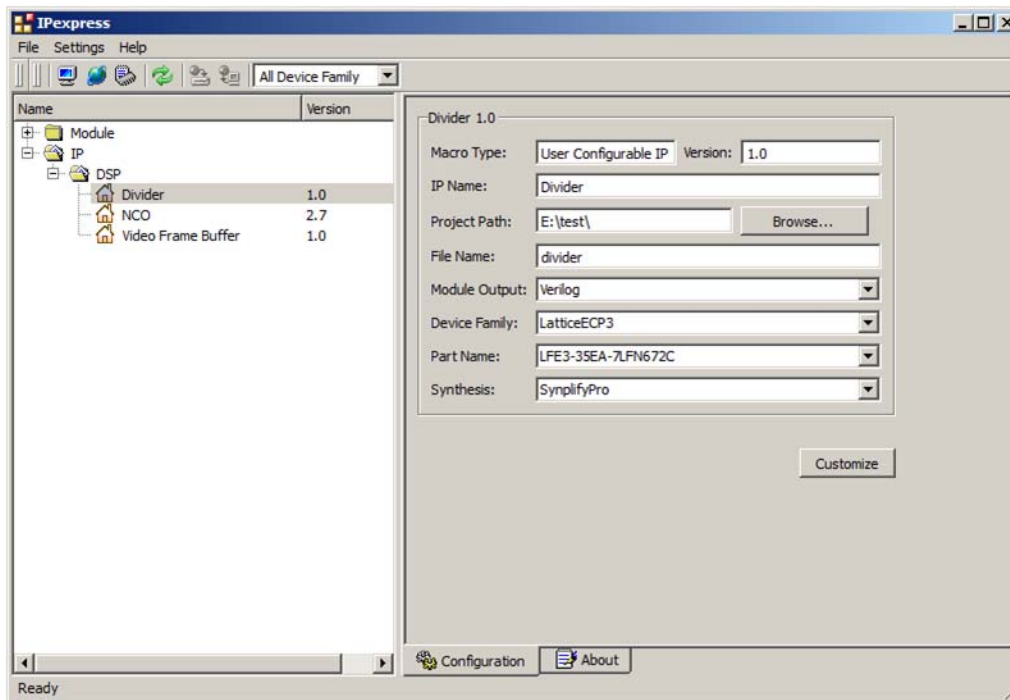 IPexpress
File Settings Help
All Device Family
Name Version
Module
IP
DSP
Divider 1.0
NCO 2.7
Video Frame Buffer 1.0
Divider 1.0
Macro Type: User Configurable IP Version: 1.0
IP Name: Divider
Project Path: E:\test\ Browse...
File Name: divider
Module Output: Verilog
Device Family: LatticeECP3
Part Name: LFE3-35EA-7LFN672C
Synthesis: SynplifyPro
Customize
Configuration About
Ready